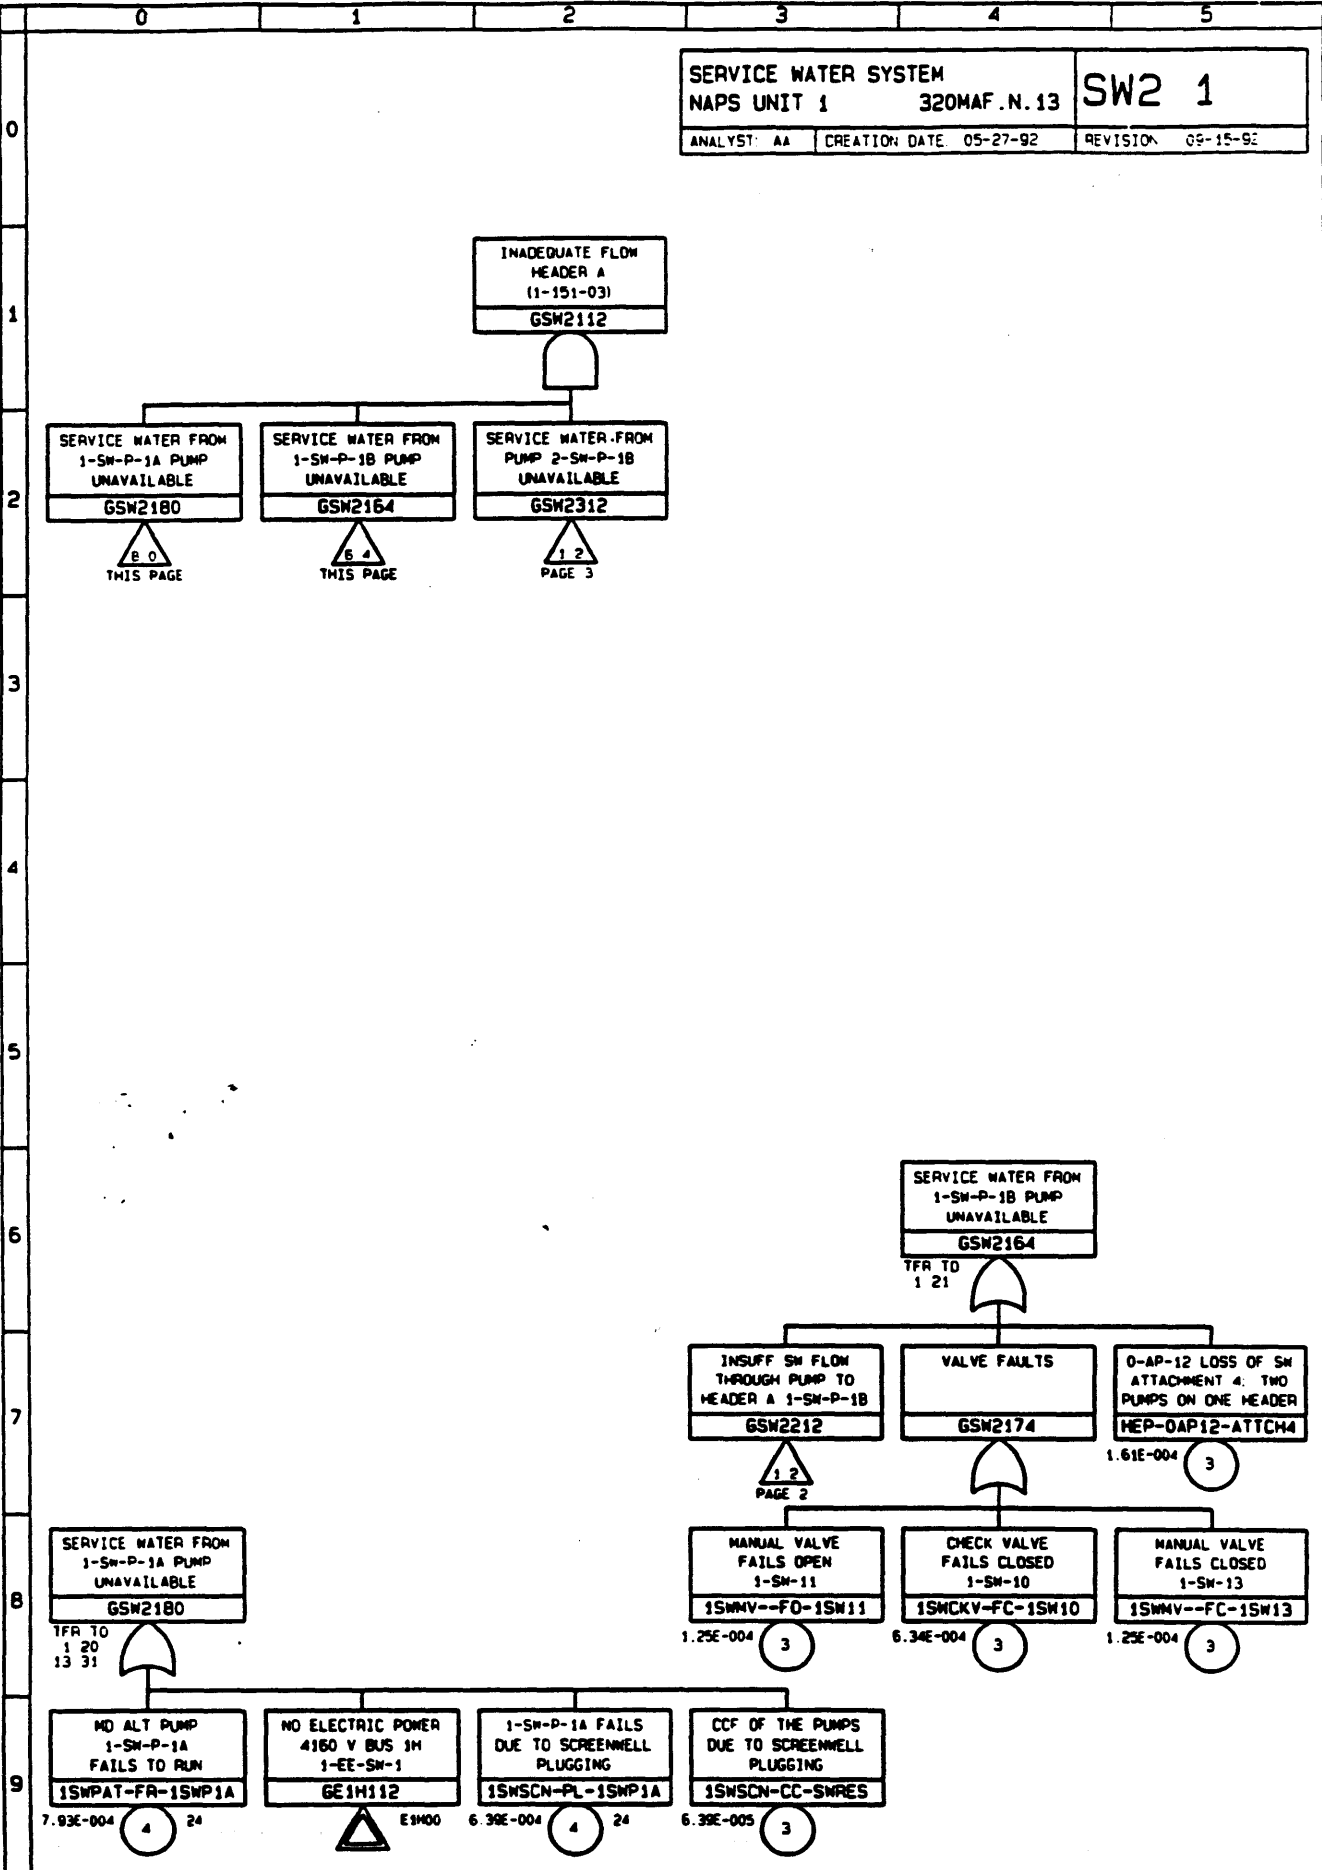 0 1 2 3 4 5
SERVICE WATER SYSTEM
NAPS UNIT 1 320MAF.N.13
SW2 1
ANALYST: AA CREATION DATE 05-27-92 REVISION
0
INADEQUATE FLOW
HEADER A
(1-151-03)
GSW2112
1
SERVICE WATER FROM
1-SW-P-1A PUMP
UNAVAILABLE
GSW2180
8 0
THIS PAGE
SERVICE WATER FROM
1-SW-P-1B PUMP
UNAVAILABLE
GSW2164
6 4
THIS PAGE
SERVICE WATER FROM
PUMP 2-SW-P-1B
UNAVAILABLE
GSW2312
1 2
PAGE 3
2
3
4
5
6
SERVICE WATER FROM
1-SW-P-1B PUMP
UNAVAILABLE
GSW2164
TFR TO
1 21
7
INSUFF SW FLOW
THROUGH PUMP TO
HEADER A 1-SW-P-1B
GSW2212
1 2
PAGE 2
VALVE FAULTS
GSW2174
0-AP-12 LOSS OF SW
ATTACHMENT 4: TWO
PUMPS ON ONE HEADER
HEP-0AP12-ATTCH4
1.61E-004 3
8
SERVICE WATER FROM
1-SW-P-1A PUMP
UNAVAILABLE
GSW2180
TFR TO
1 20
13 31
MANUAL VALVE
FAILS OPEN
1-SW-11
1SWMV--FO-1SW11
1.25E-004 3
CHECK VALVE
FAILS CLOSED
1-SW-10
1SWCKV-FC-1SW10
6.34E-004 3
MANUAL VALVE
FAILS CLOSED
1-SW-13
1SWMV--FC-1SW13
1.25E-004 3
9
MD ALT PUMP
1-SW-P-1A
FAILS TO RUN
1SWPAT-FR-1SWP1A
7.93E-004 4 24
NO ELECTRIC POWER
4160 V BUS 1H
1-EE-SW-1
GE1H112
E1H00
1-SW-P-1A FAILS
DUE TO SCREENWELL
PLUGGING
1SWSCN-PL-1SWP1A
6.39E-004 4 24
CCF OF THE PUMPS
DUE TO SCREENWELL
PLUGGING
1SWSCN-CC-SWRES
6.39E-005 3